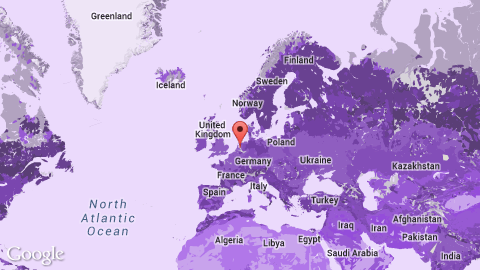 Greenland
Iceland
Finland
Sweden
Norway
United
Kingdom
Poland
Germany
Ukraine
Kazakhstan
France
Italy
Spain
Turkey
North
Atlantic
Ocean
Afghanistan
Iraq
Iran
Pakistan
Algeria
Libya
Egypt
Saudi Arabia
India
Google